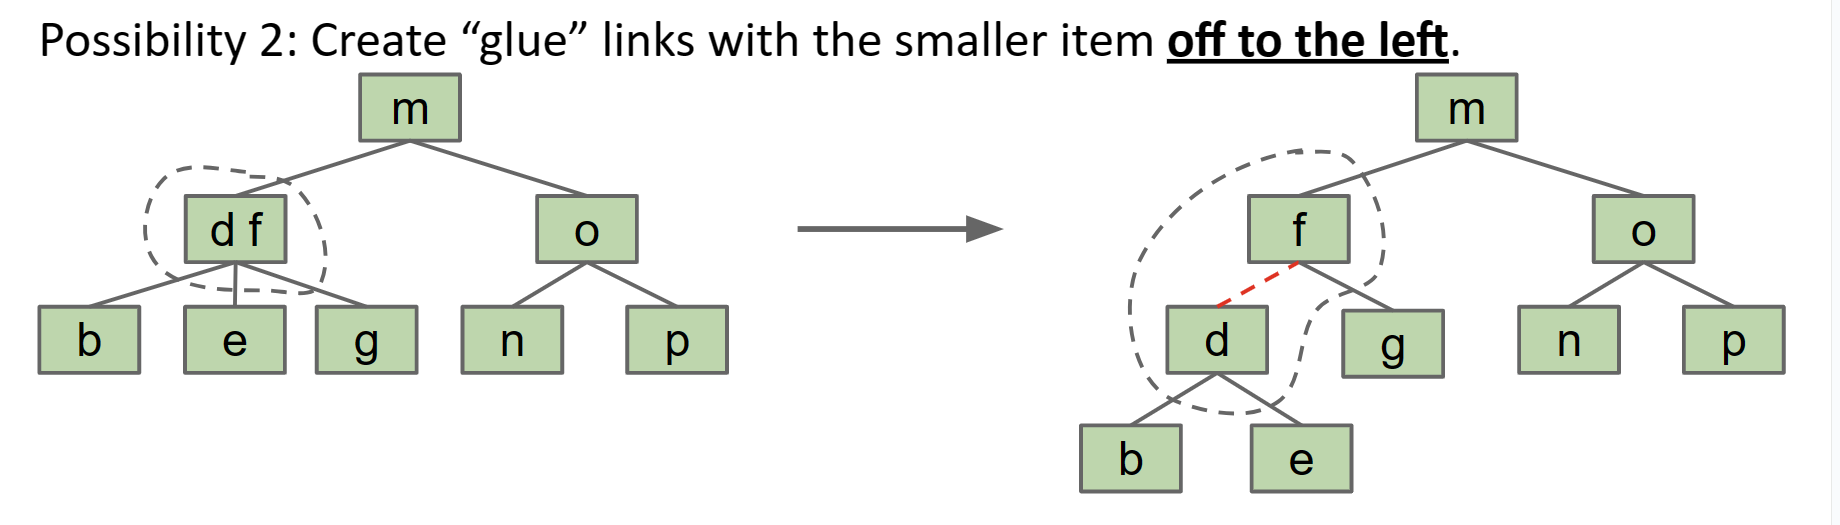 Possibility 2: Create “glue” links with the smaller item off to the left.
m
d f
o
b
e
g
n
p
m
f
o
d
g
n
p
b
e